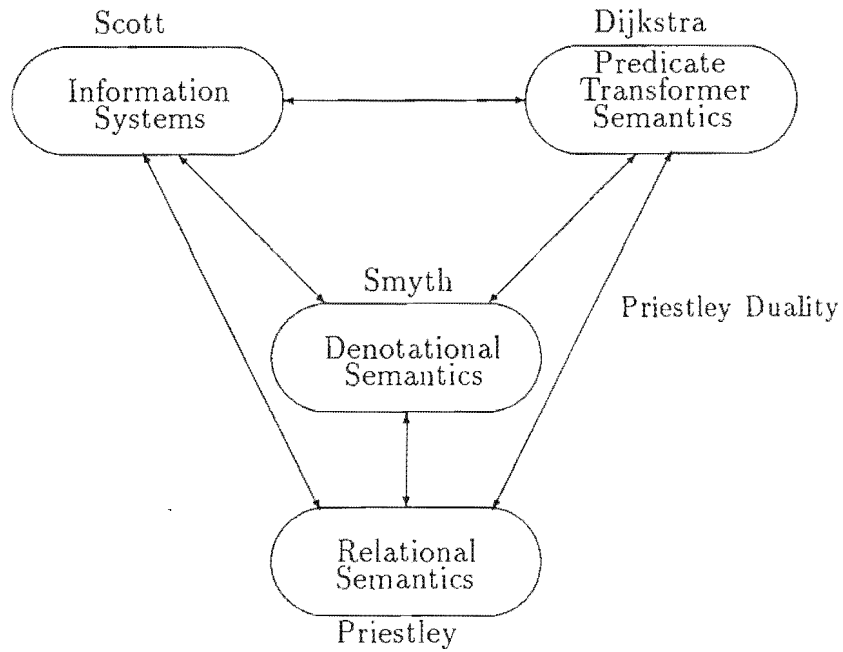 Scott
Dijkstra
Information
Systems
Predicate
Transformer
Semantics
Smyth
Priestley Duality
Denotational
Semantics
Relational
Semantics
Priestley